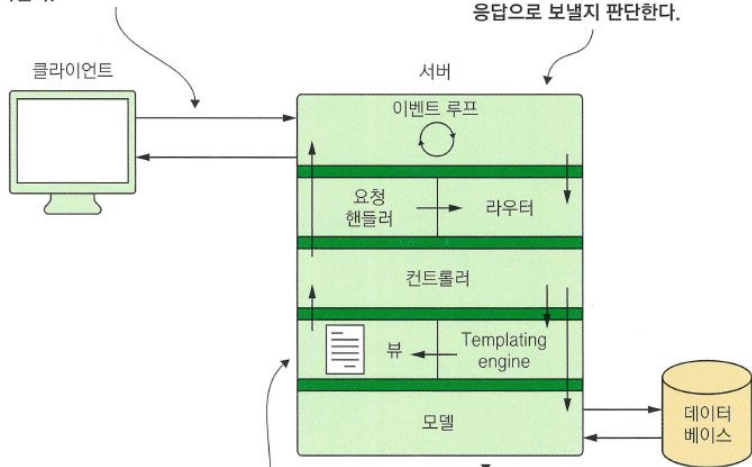 응답으로 보낼지 판단한다.
클라이언트
서버
이벤트 루프
요청
핸들러
라우터
컨트롤러
뷰
Templating
engine
모델
데이터
베이스